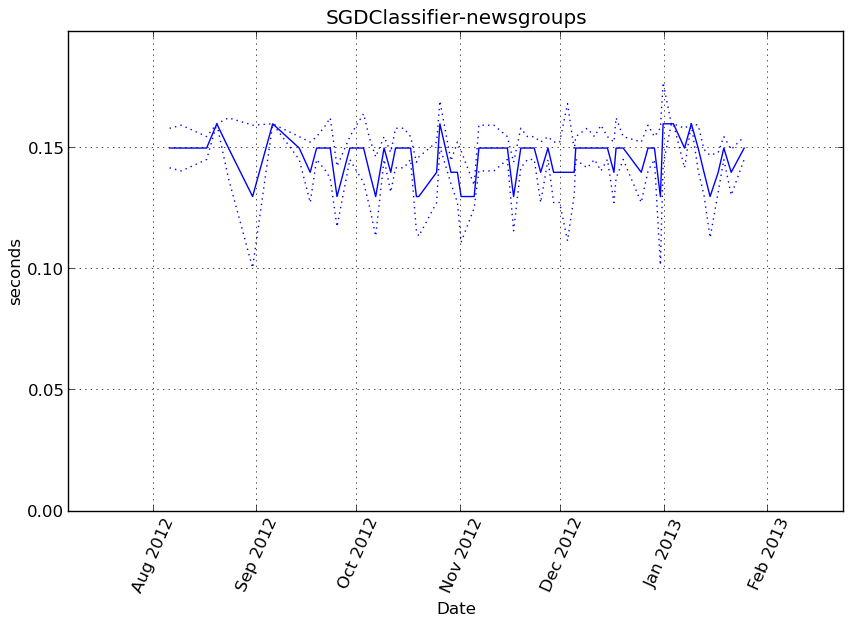 SGDClassifier-newsgroups
0.15
0.10
0.05
0.00
seconds
Aug 2012
Sep 2012
Oct 2012
Nov 2012
Dec 2012
Jan 2013
Feb 2013
Date